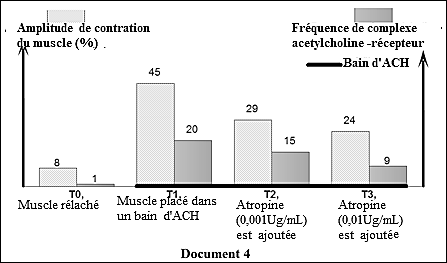 Amplitude de contration
du muscle (%) .
Fréquence de complexe
acetylcholine -récepteur
Bain d'ACH
45
29
24
20
15
8
9
1
T0,
Muscle rélaché
T1,
Muscle placé dans
un bain d'ACH
T2,
Atropine
(0,001Ug/mL)
est ajoutée
T3,
Atropine
(0,01Ug/mL)
est ajoutée
Document 4